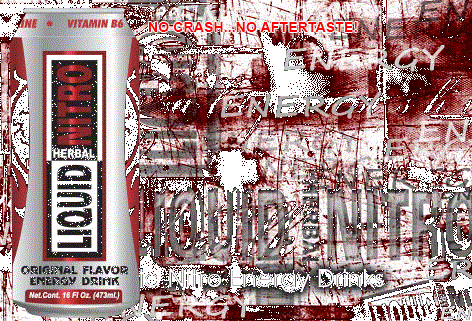 INE • VITAMIN B6
NO CRASH...NO AFTERTASTE!
ENERGY
ENERGY
LIQUID HERBAL NITRO
LIQUID NITRO
Nitro Energy Drinks
ORIGINAL FLAVOR
ENERGY DRINK
Net.Cont. 16 Fl Oz. (473mL)